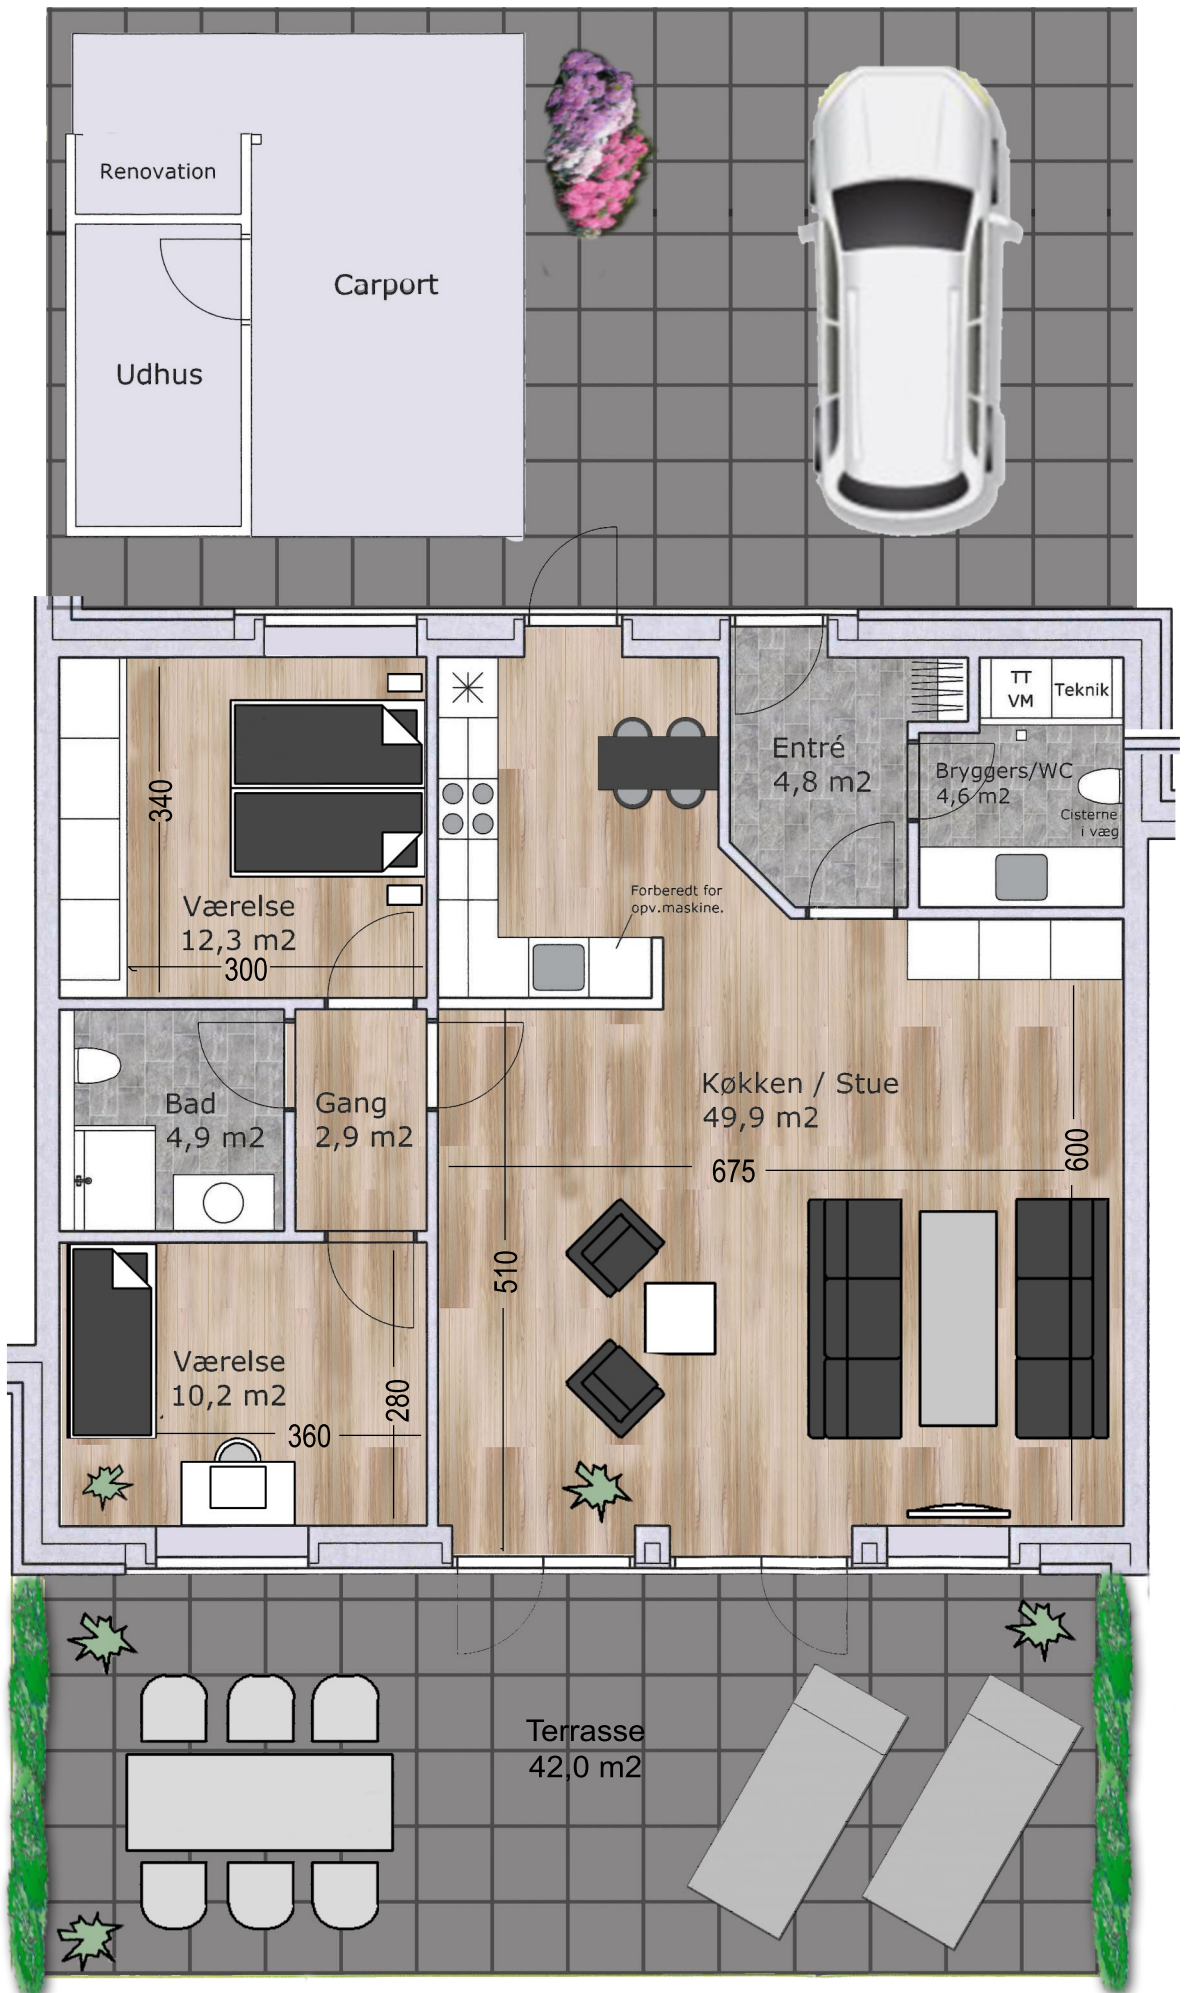 Renovation
Carport
Udhus
TT
VM
Teknik
Entré
4,8 m2
Bryggers/WC
4,6 m2
Cisterne
i væg
340
Forberedt for
opv.maskine.
Værelse
12,3 m2
300
Køkken / Stue
49,9 m2
Bad
4,9 m2
Gang
2,9 m2
600
675
510
Værelse
10,2 m2
280
360
Terrasse
42,0 m2